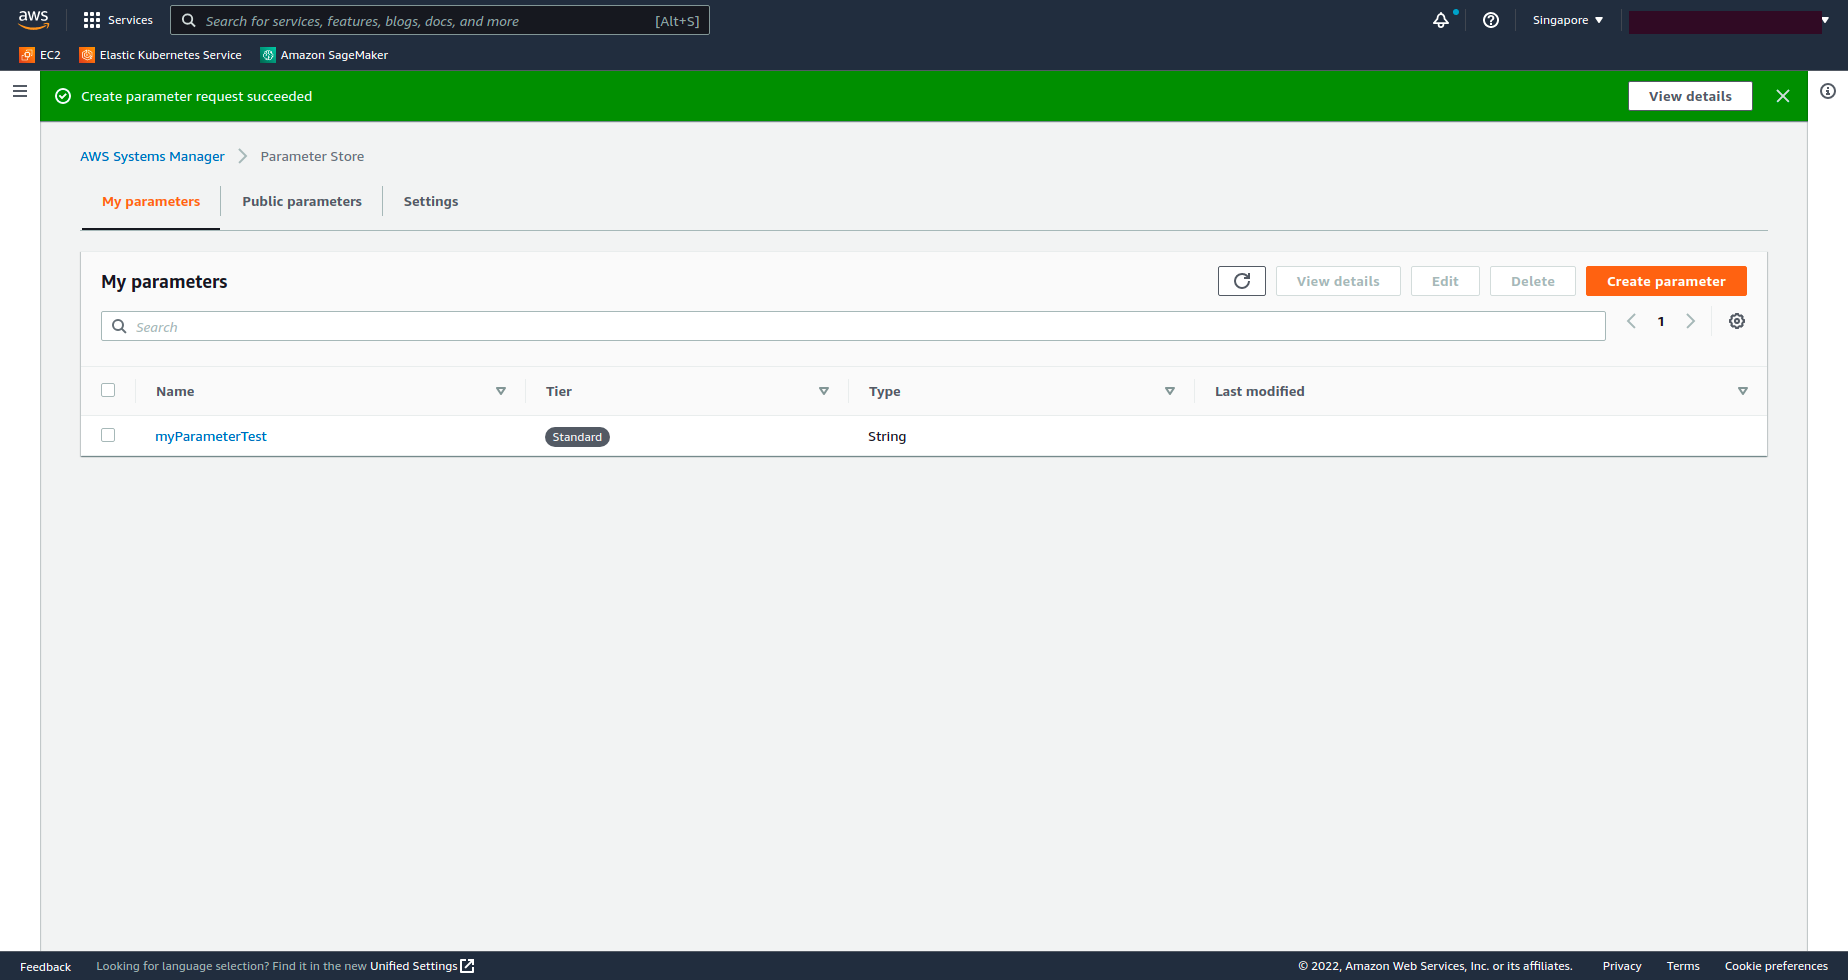 aws Services Search for services, features, blogs, docs, and more [Alt+S] Singapore
EC2 Elastic Kubernetes Service Amazon SageMaker
Create parameter request succeeded View details
AWS Systems Manager Parameter Store
My parameters Public parameters Settings
My parameters View details Edit Delete Create parameter
Search 1
Name Tier Type Last modified
myParameterTest Standard String
Feedback Looking for language selection? Find it in the new Unified Settings © 2022, Amazon Web Services, Inc. or its affiliates. Privacy Terms Cookie preferences